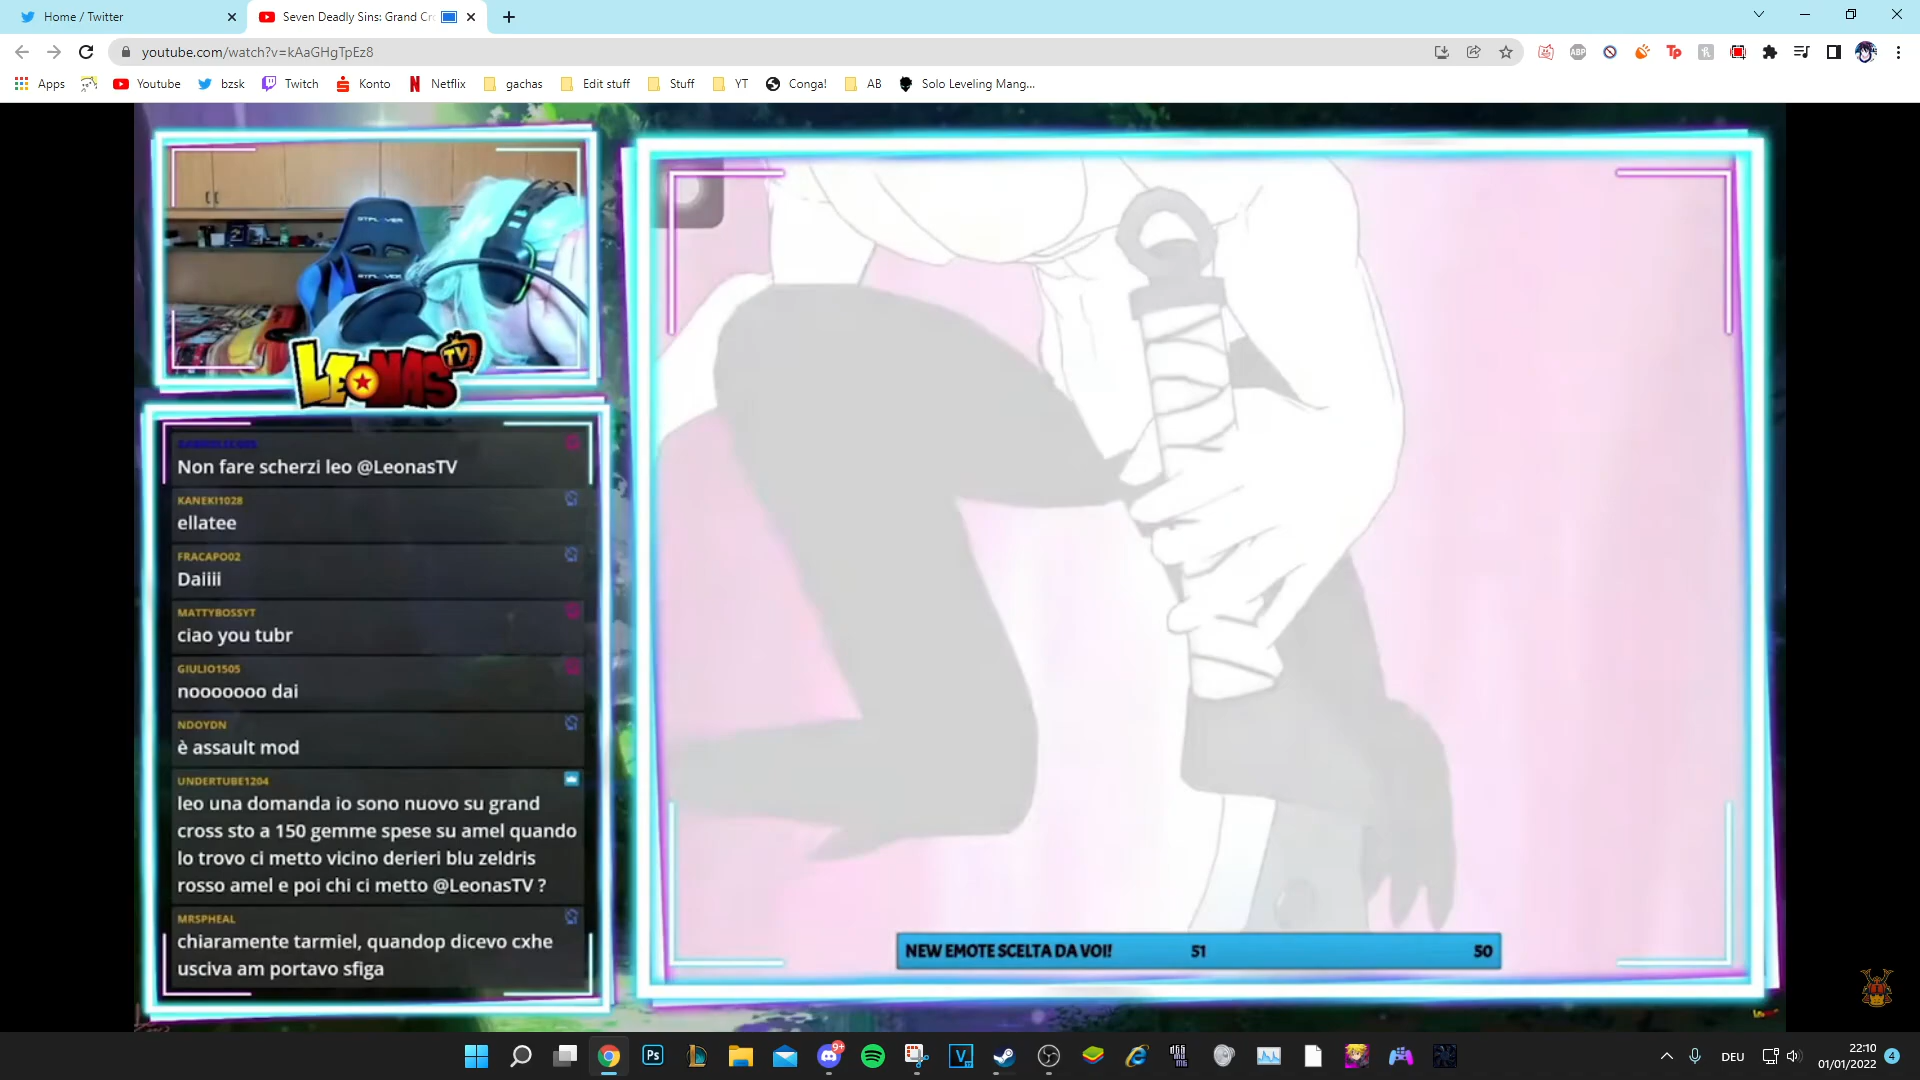 Home / Twitter
Seven Deadly Sins: Grand Cr
youtube.com/watch?v=kAaGHgTpEz8
Apps
Youtube
bzsk
Twitch
Konto
Netflix
gachas
Edit stuff
Stuff
YT
Conga!
AB
Solo Leveling Mang...
LEONAS TV
Non fare scherzi leo @LeonasTV
KANEKI1028
ellatee
FRACAPO02
Daiiii
MATTYBOSSYT
ciao you tubr
GIULIO1505
nooooooo dai
NDOYDN
è assault mod
UNDERTUBE1204
leo una domanda io sono nuovo su grand
cross sto a 150 gemme spese su amel quando
lo trovo ci metto vicino derieri blu zeldris
rosso amel e poi chi ci metto @LeonasTV ?
MRSPHEAL
chiaramente tarmiel, quandop dicevo cxhe
usciva am portavo sfiga
NEW EMOTE SCELTA DA VOI! 51 50
DEU
22:10
01/01/2022
4